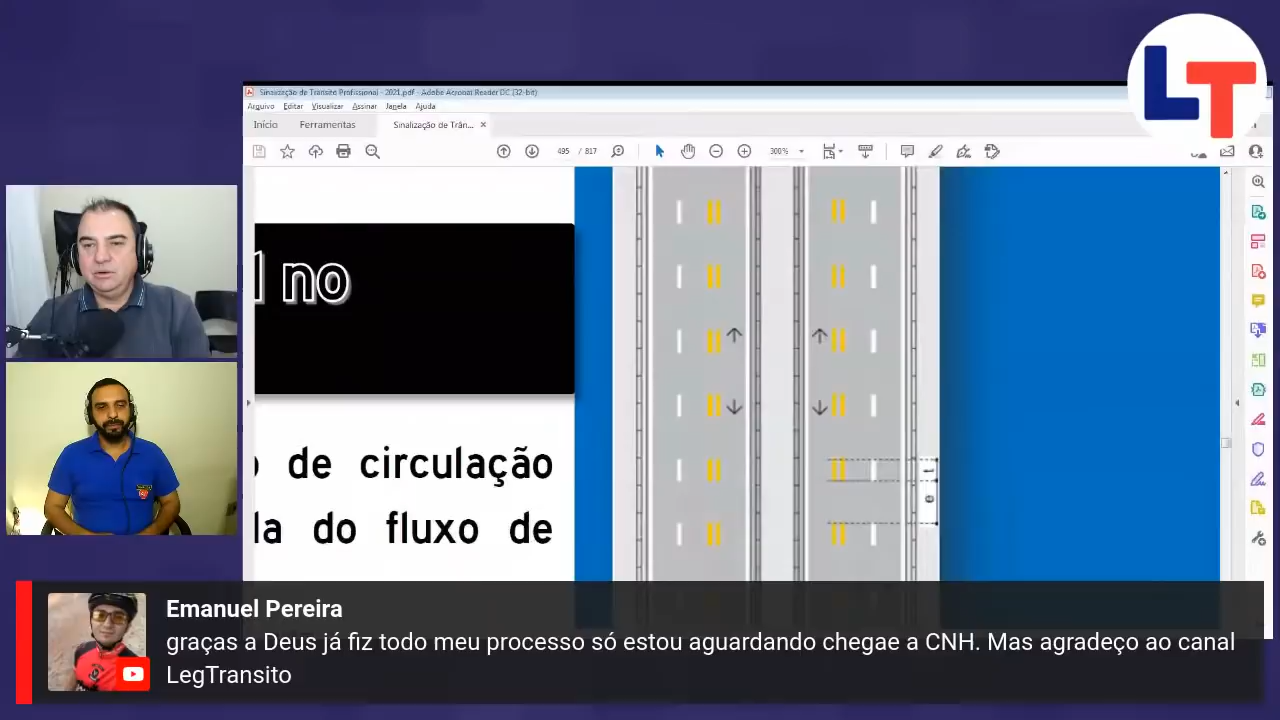 LT
Sinalização de Transito Profissional - 2021.pdf - Adobe Acrobat Reader DC (32-bit)
Arquivo Editar Visualizar Assinar Janela Ajuda
Início Ferramentas Sinalização de Trân... ×
495 / 817 300%
l no
o de circulação
da do fluxo de
Emanuel Pereira
graças a Deus já fiz todo meu processo só estou aguardando chegae a CNH. Mas agradeço ao canal
LegTransito